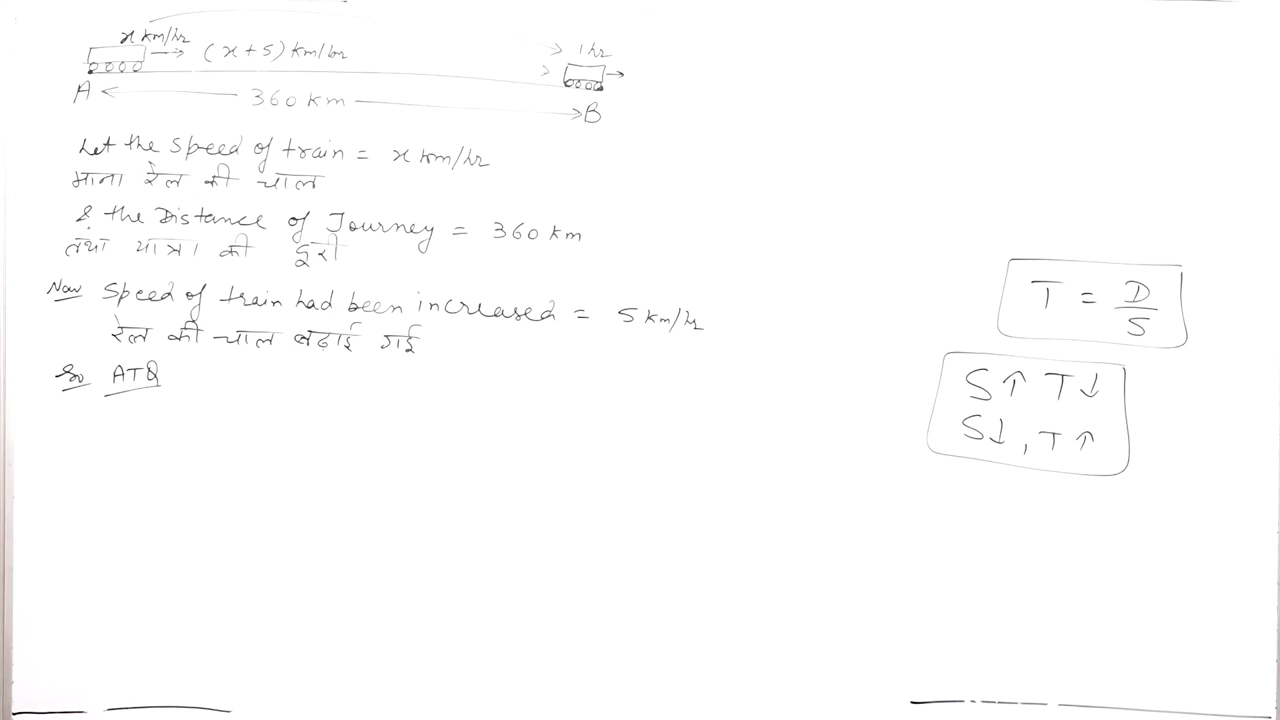 x km/hr
(x+5) km/hr
1 hr
A
360 km
B
Let the speed of train = x km/hr
माना रेल की चाल
& the Distance of Journey = 360 km
तथा यात्रा की दूरी
Now Speed of train had been increased = 5 km/hr
रेल की चाल बढ़ाई गई
So ATQ
T = D/S
S↑ T↓
S↓, T↑